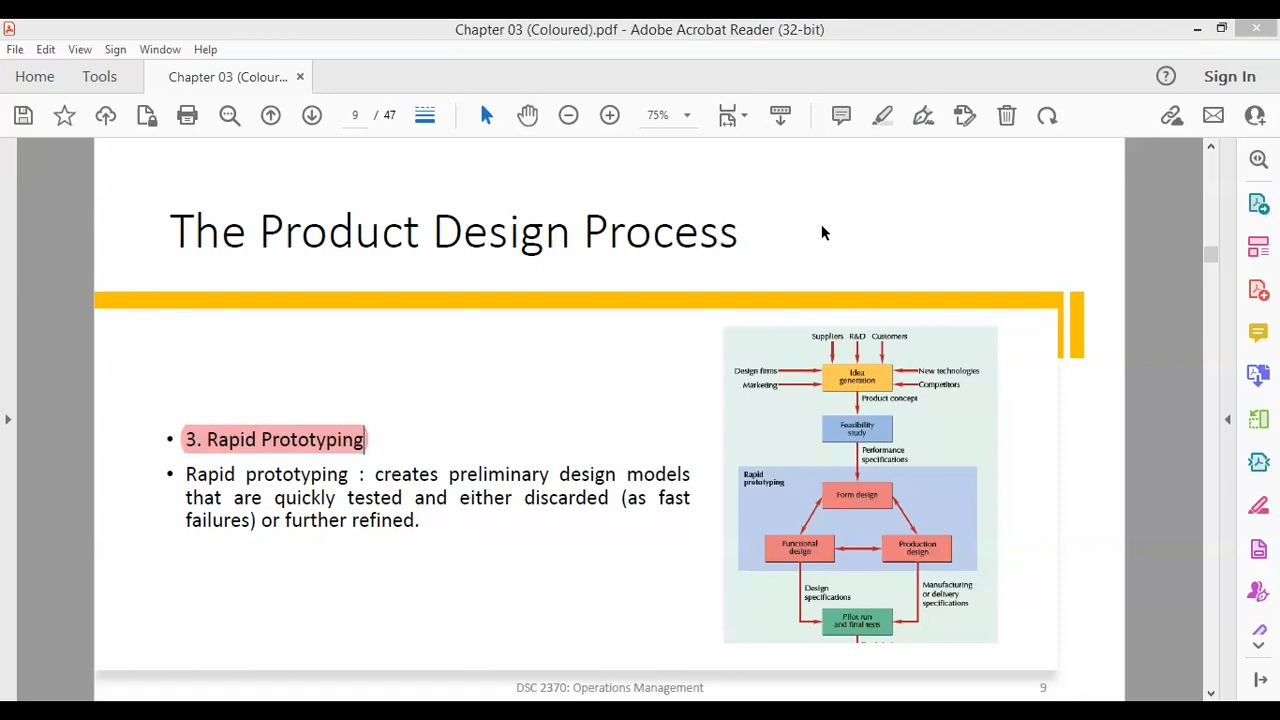 Chapter 03 (Coloured).pdf - Adobe Acrobat Reader (32-bit)
File Edit View Sign Window Help
Home Tools Chapter 03 (Colour... × Sign In
9 / 47 75%
The Product Design Process
• 3. Rapid Prototyping
• Rapid prototyping : creates preliminary design models
that are quickly tested and either discarded (as fast
failures) or further refined.
Suppliers R&D Customers
Design firms
Marketing
Idea
generation
New technologies
Competitors
Product concept
Feasibility
study
Performance
specifications
Rapid
prototyping
Form design
Functional
design
Production
design
Design
specifications
Manufacturing
or delivery
specifications
Pilot run
and final tests
DSC 2370: Operations Management 9